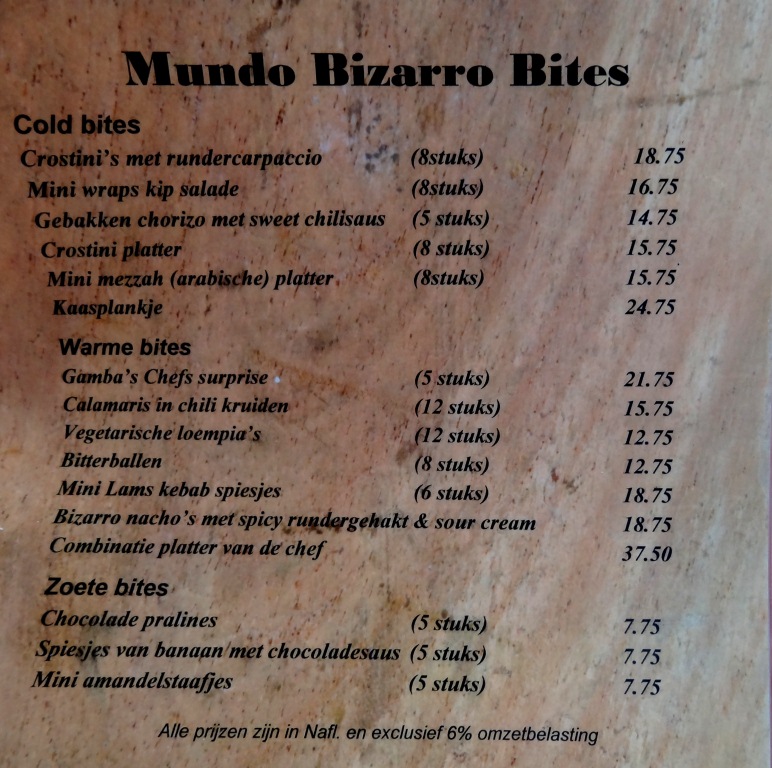 Mundo Bizarro Bites
Cold bites
Crostini's met rundercarpaccio (8stuks) 18.75
Mini wraps kip salade (8stuks) 16.75
Gebakken chorizo met sweet chilisaus (5 stuks) 14.75
Crostini platter (8 stuks) 15.75
Mini mezzah (arabische) platter (8stuks) 15.75
Kaasplankje 24.75
Warme bites
Gamba's Chefs surprise (5 stuks) 21.75
Calamaris in chili kruiden (12 stuks) 15.75
Vegetarische loempia's (12 stuks) 12.75
Bitterballen (8 stuks) 12.75
Mini Lams kebab spiesjes (6 stuks) 18.75
Bizarro nacho's met spicy rundergehakt & sour cream 18.75
Combinatie platter van de chef 37.50
Zoete bites
Chocolade pralines (5 stuks) 7.75
Spiesjes van banaan met chocoladesaus (5 stuks) 7.75
Mini amandelstaafjes (5 stuks) 7.75
Alle prijzen zijn in Nafl. en exclusief 6% omzetbelasting